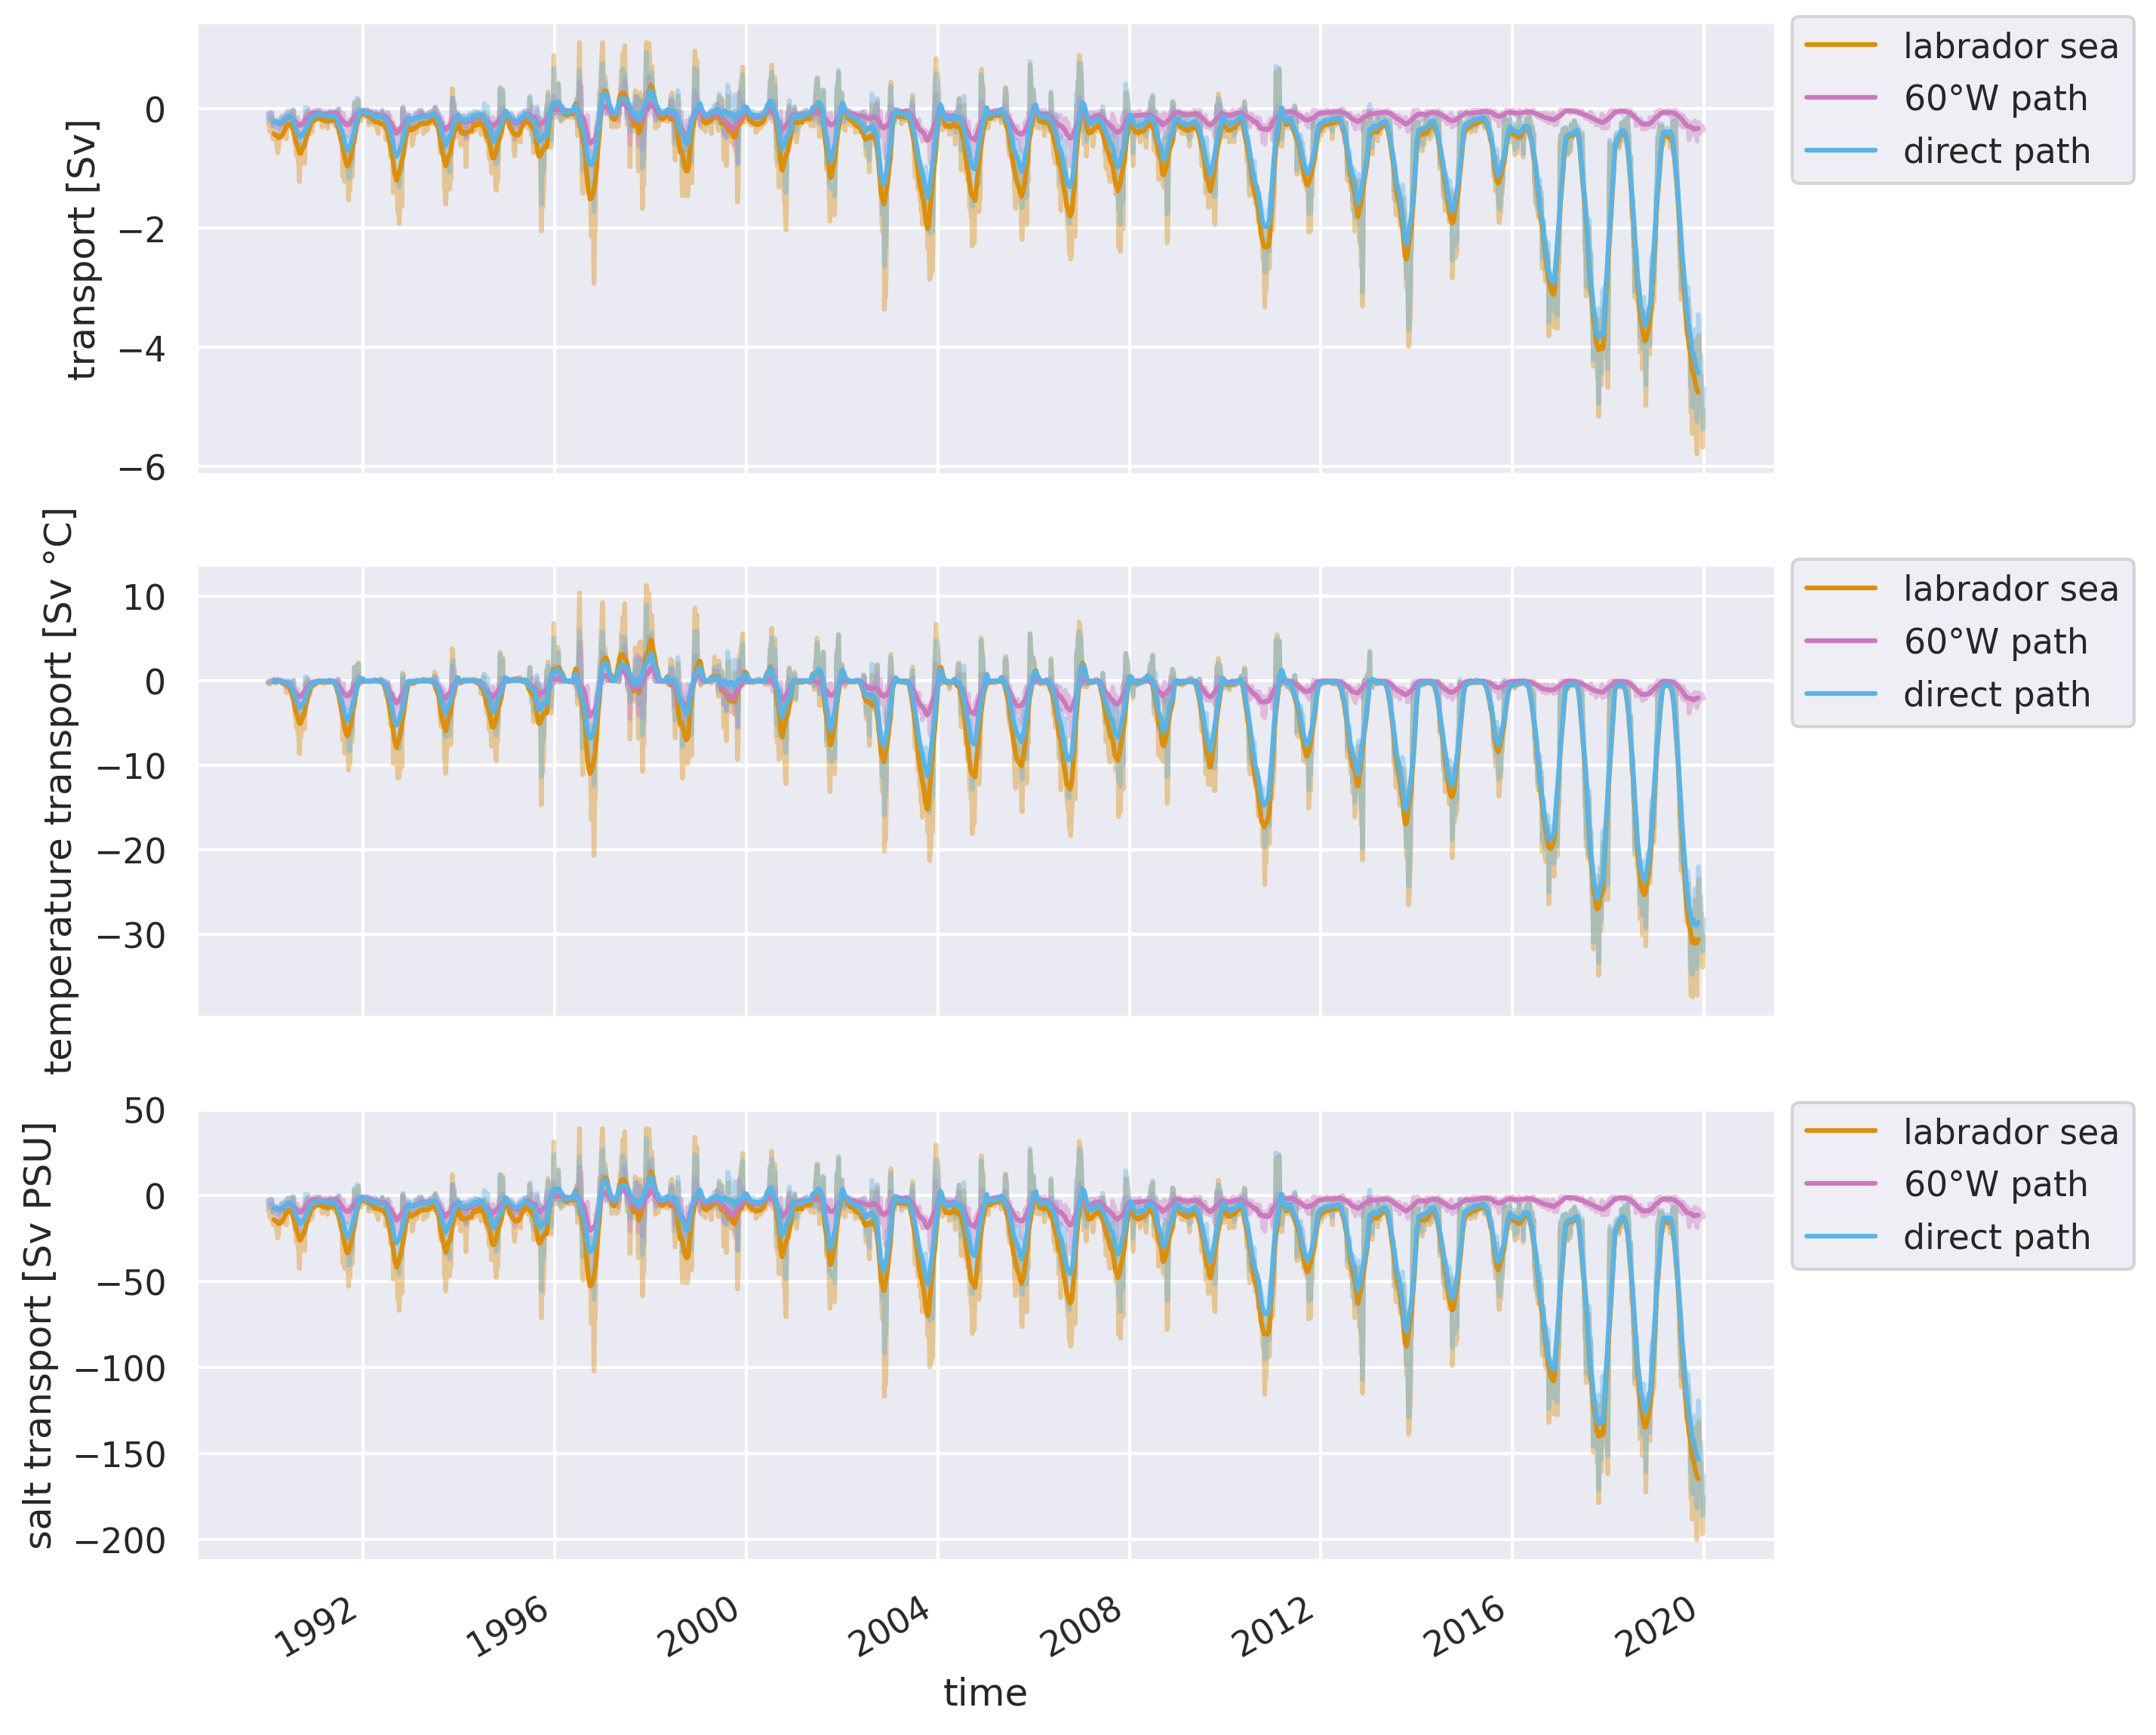 transport [Sv]
0
−2
−4
−6
labrador sea
60°W path
direct path
temperature transport [Sv °C]
10
0
−10
−20
−30
labrador sea
60°W path
direct path
salt transport [Sv PSU]
50
0
−50
−100
−150
−200
labrador sea
60°W path
direct path
1992 1996 2000 2004 2008 2012 2016 2020
time